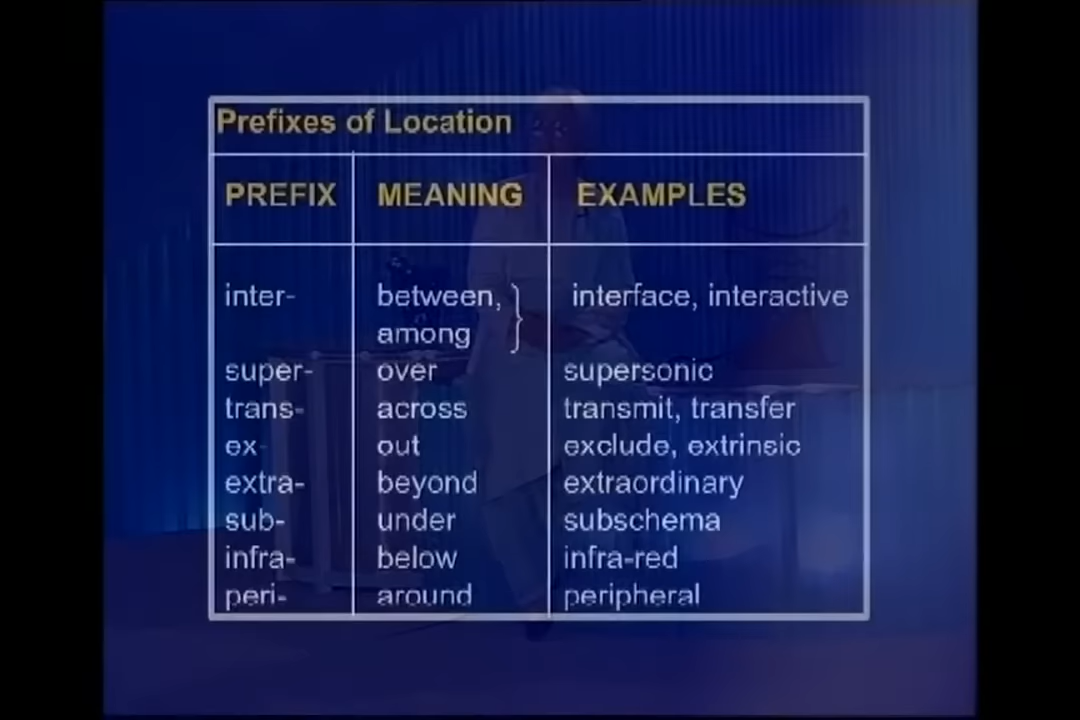 Prefixes of Location
PREFIX MEANING EXAMPLES
inter- between, interface, interactive
among
super- over supersonic
trans- across transmit, transfer
ex- out exclude, extrinsic
extra- beyond extraordinary
sub- under subschema
infra- below infra-red
peri- around peripheral